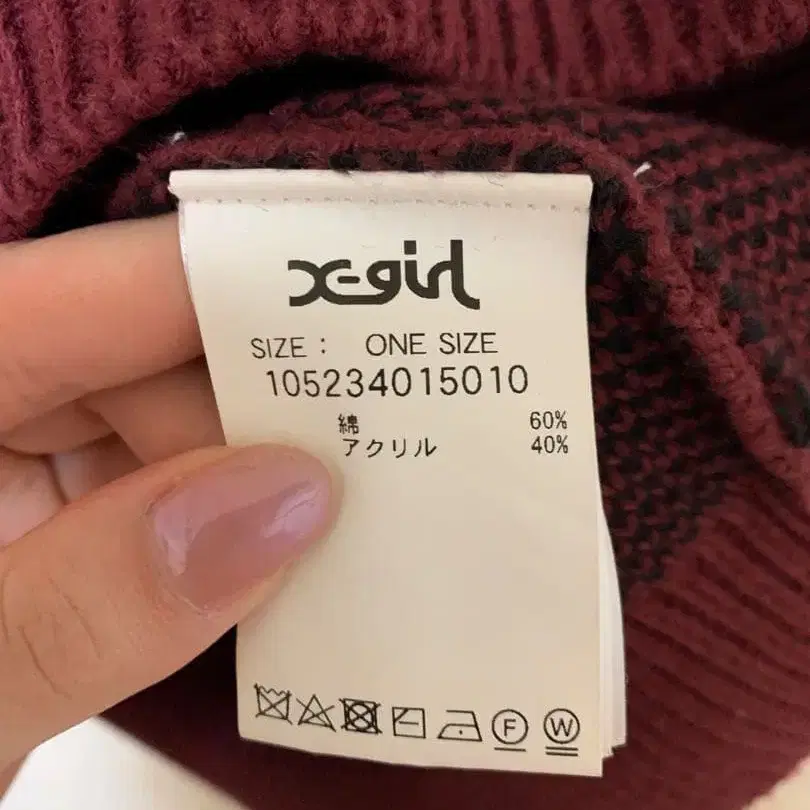 X-girl
SIZE : ONE SIZE
105234015010
綿 60%
アクリル 40%
F W